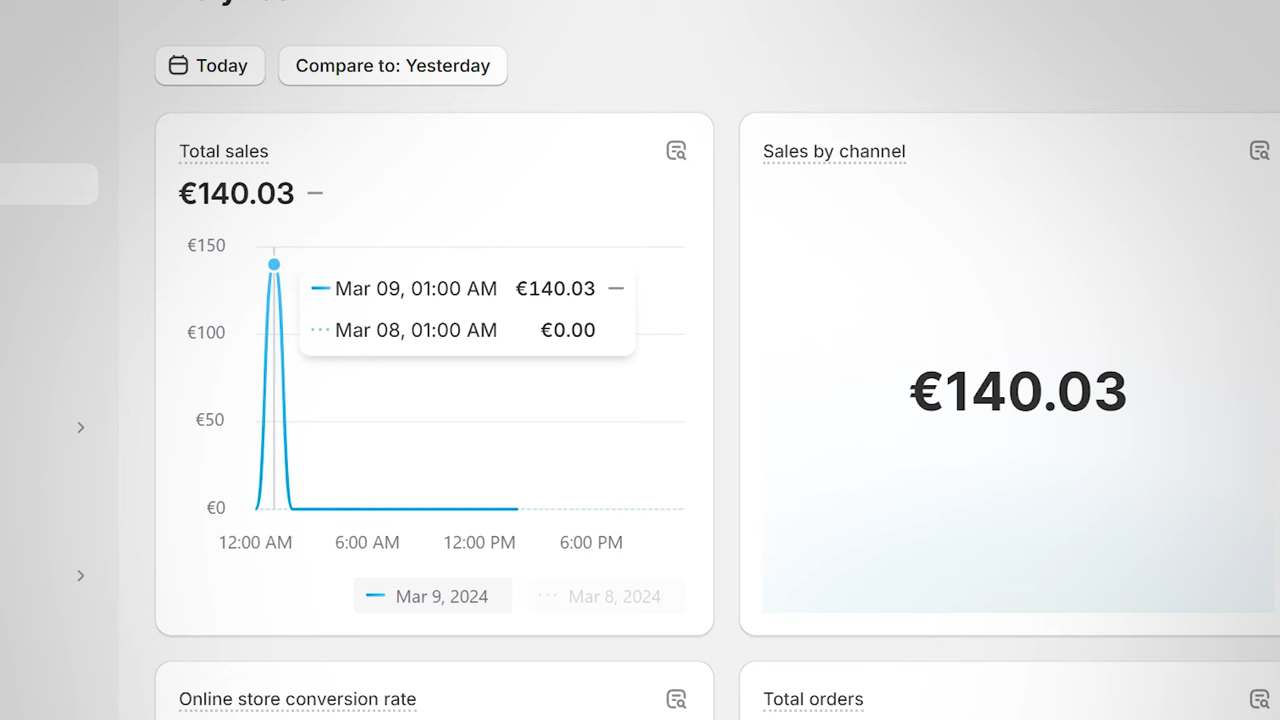 Today
Compare to: Yesterday
Total sales
€140.03 —
€150
€100
€50
€0
Mar 09, 01:00 AM €140.03 —
Mar 08, 01:00 AM €0.00
12:00 AM 6:00 AM 12:00 PM 6:00 PM
Mar 9, 2024 Mar 8, 2024
Sales by channel
€140.03
Online store conversion rate
Total orders